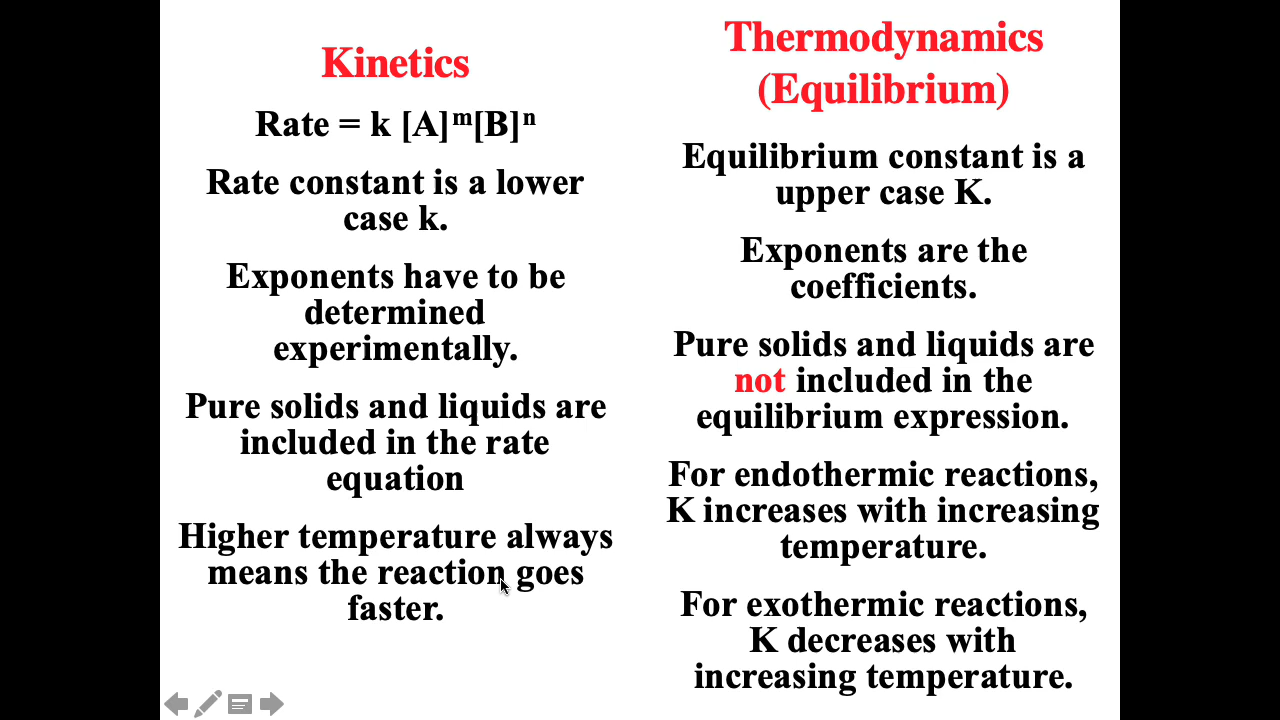 Kinetics
Rate = k [A]ᵐ[B]ⁿ
Rate constant is a lower
case k.
Exponents have to be
determined
experimentally.
Pure solids and liquids are
included in the rate
equation
Higher temperature always
means the reaction goes
faster.
Thermodynamics
(Equilibrium)
Equilibrium constant is a
upper case K.
Exponents are the
coefficients.
Pure solids and liquids are
not included in the
equilibrium expression.
For endothermic reactions,
K increases with increasing
temperature.
For exothermic reactions,
K decreases with
increasing temperature.